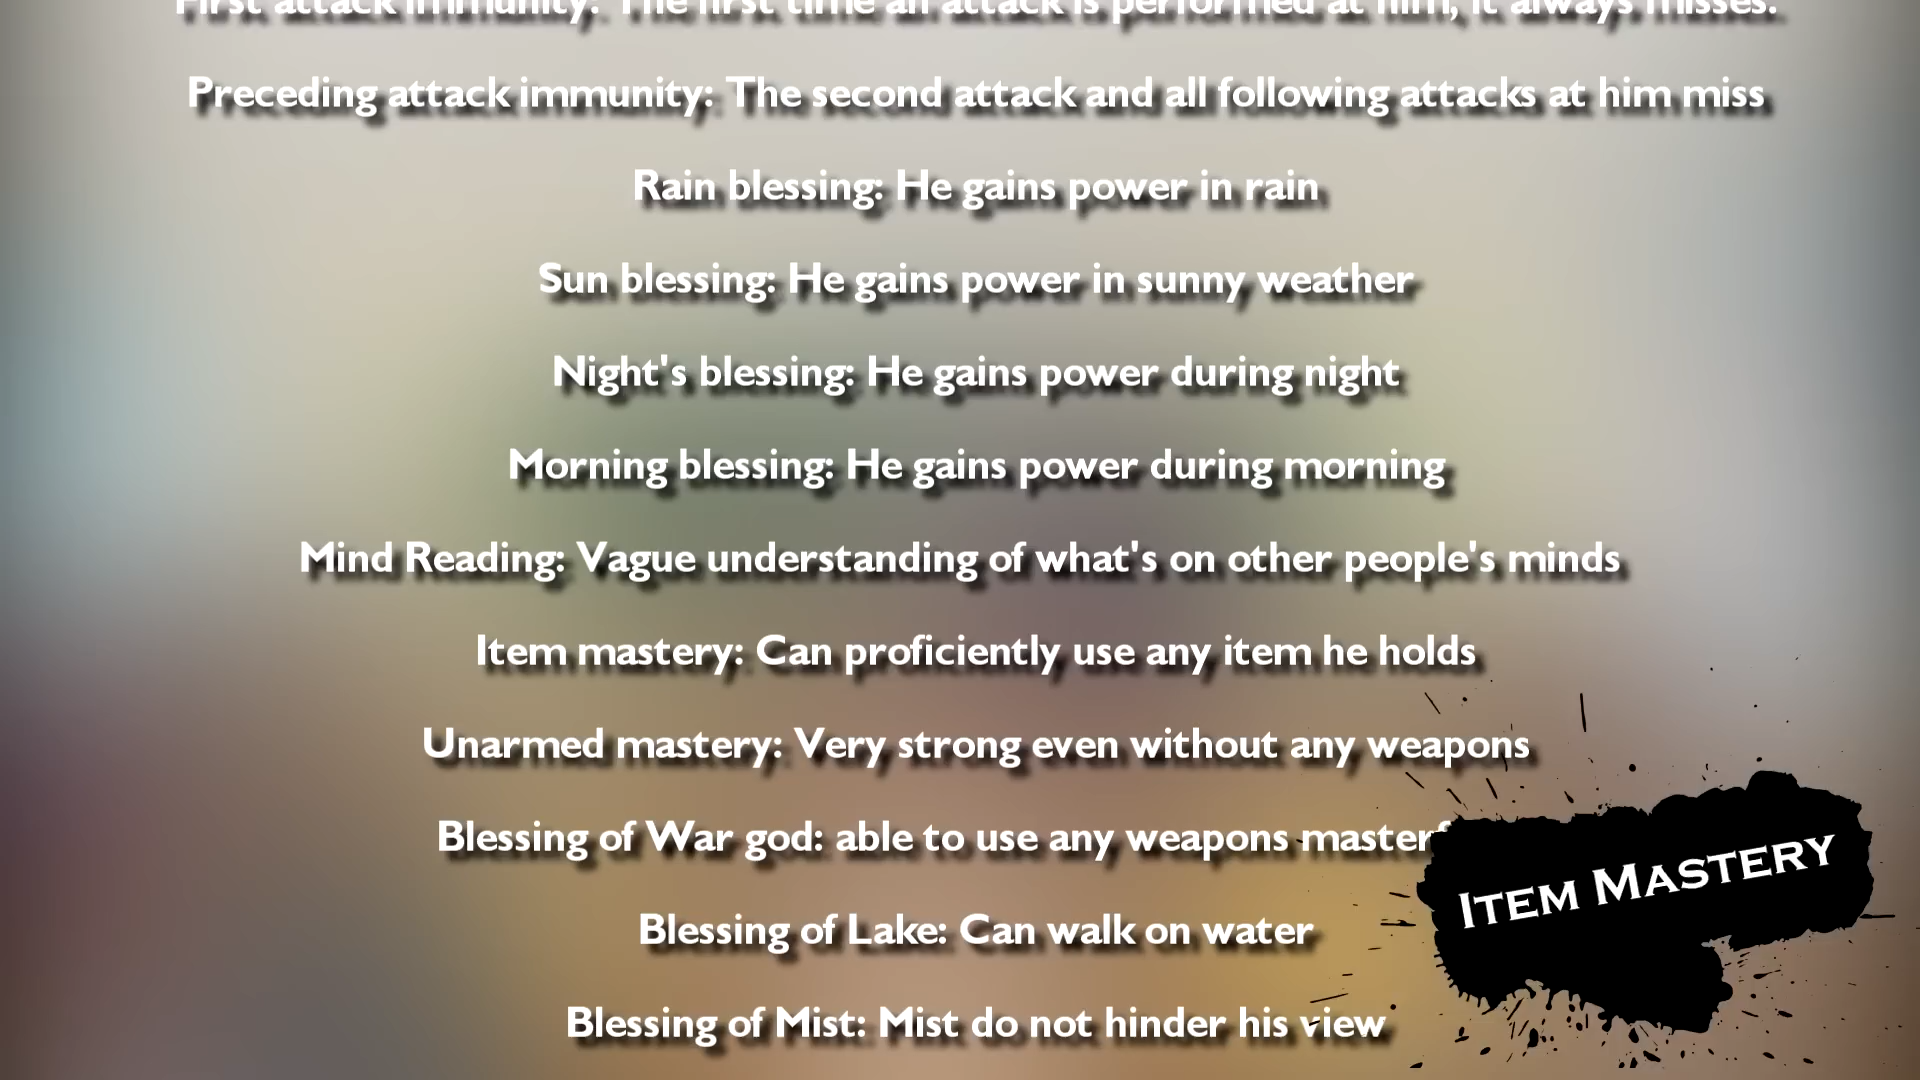 First attack immunity: The first time an attack is performed at him, it always misses.
Preceding attack immunity: The second attack and all following attacks at him miss
Rain blessing: He gains power in rain
Sun blessing: He gains power in sunny weather
Night's blessing: He gains power during night
Morning blessing: He gains power during morning
Mind Reading: Vague understanding of what's on other people's minds
Item mastery: Can proficiently use any item he holds
Unarmed mastery: Very strong even without any weapons
Blessing of War god: able to use any weapons
Blessing of Lake: Can walk on water
Blessing of Mist: Mist do not hinder his view
ITEM MASTERY